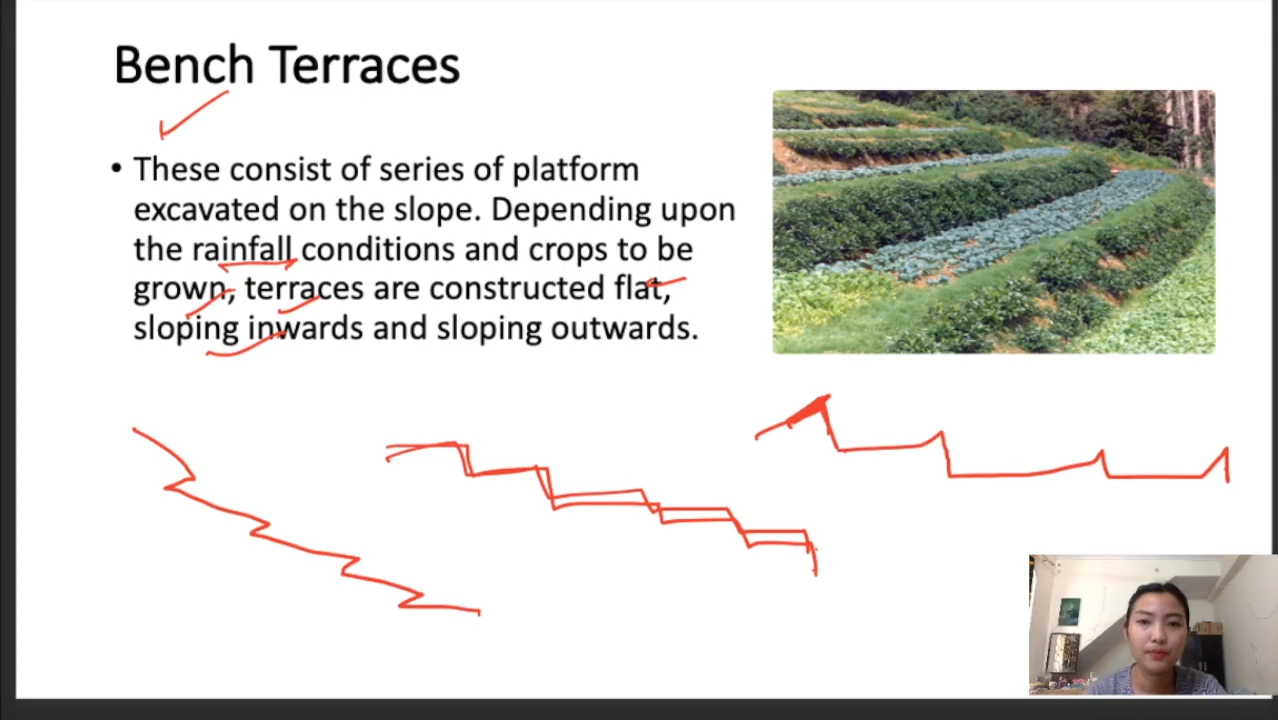 Bench Terraces
• These consist of series of platform
excavated on the slope. Depending upon
the rainfall conditions and crops to be
grown, terraces are constructed flat,
sloping inwards and sloping outwards.